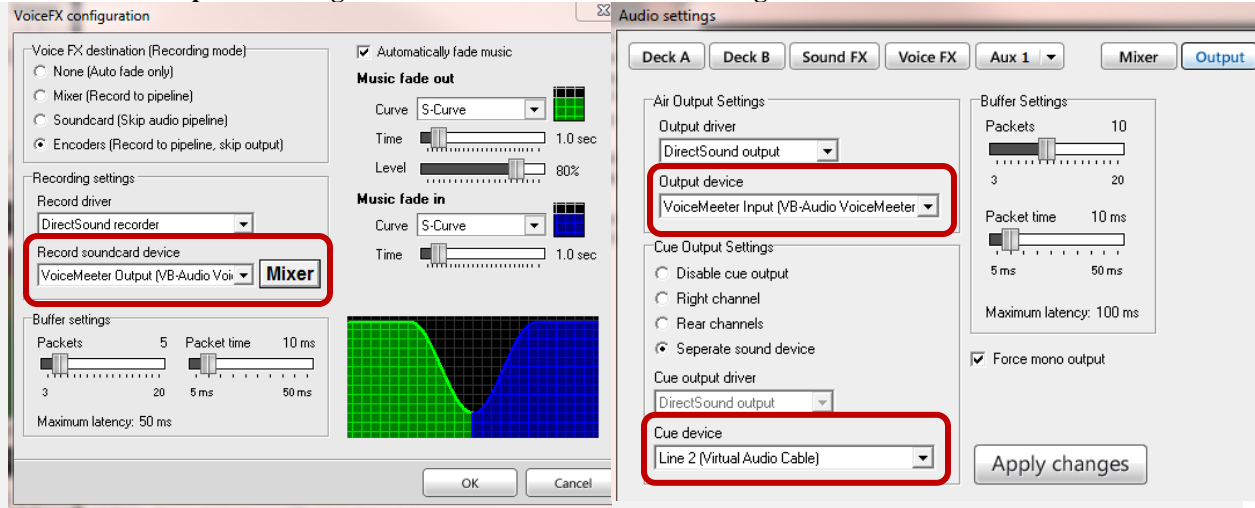 VoiceFX configuration
Voice FX destination (Recording mode)
None (Auto fade only)
Mixer (Record to pipeline)
Soundcard (Skip audio pipeline)
Encoders (Record to pipeline, skip output)
Recording settings
Record driver
DirectSound recorder
Record soundcard device
VoiceMeeter Output (VB-Audio Voi
Mixer
Buffer settings
Packets 5 Packet time 10 ms
3 20 5 ms 50 ms
Maximum latency: 50 ms
Automatically fade music
Music fade out
Curve S-Curve
Time 1.0 sec
Level 80%
Music fade in
Curve S-Curve
Time 1.0 sec
OK Cancel
Audio settings
Deck A Deck B Sound FX Voice FX Aux 1 Mixer Output
Air Output Settings
Output driver
DirectSound output
Output device
VoiceMeeter Input (VB-Audio VoiceMeeter
Cue Output Settings
Disable cue output
Right channel
Rear channels
Seperate sound device
Cue output driver
DirectSound output
Cue device
Line 2 (Virtual Audio Cable)
Buffer Settings
Packets 10
3 20
Packet time 10 ms
5 ms 50 ms
Maximum latency: 100 ms
Force mono output
Apply changes